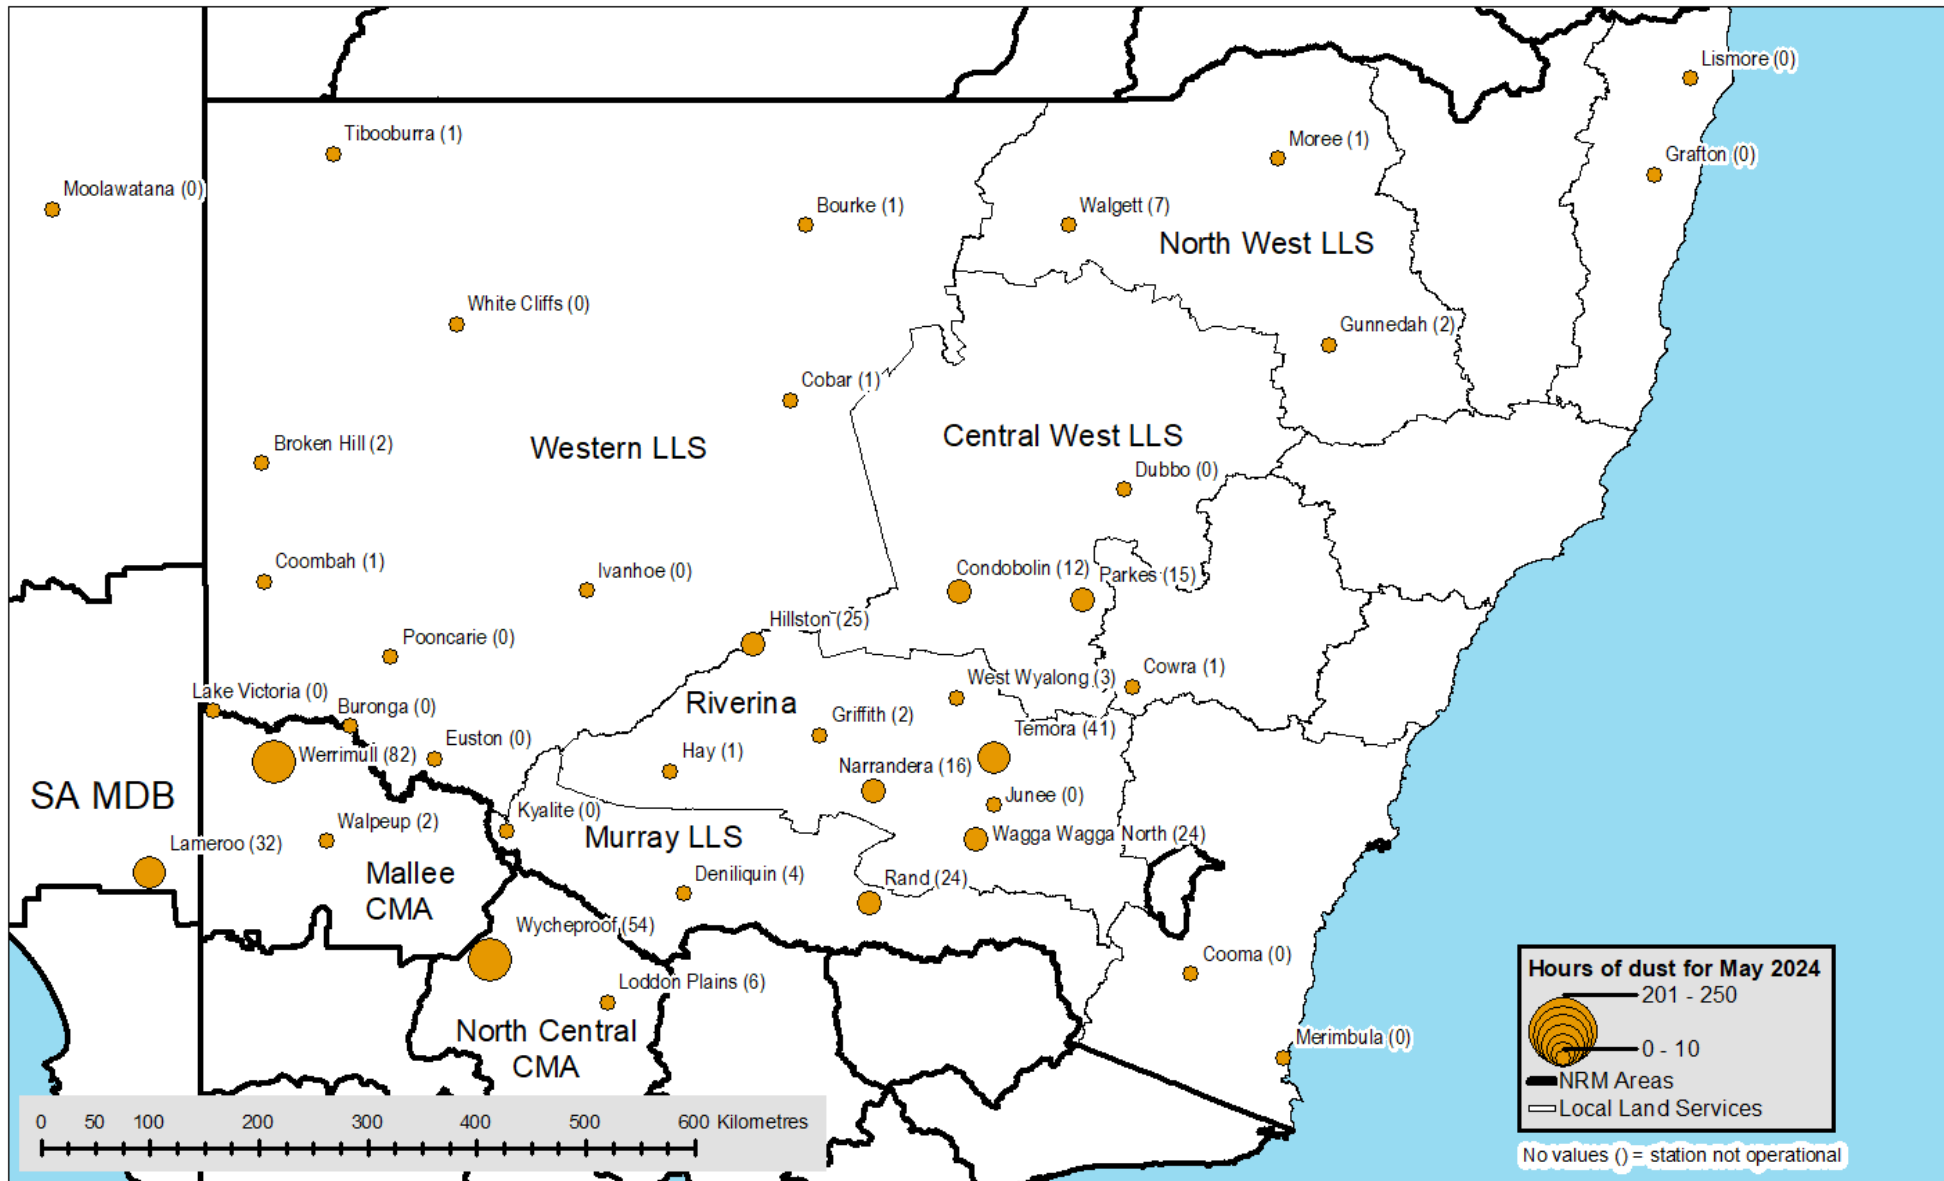 Lismore (0)
Tibooburra (1)
Moree (1)
Grafton (0)
Moolawatana (0)
Bourke (1)
Walgett (7)
North West LLS
White Cliffs (0)
Gunnedah (2)
Cobar (1)
Broken Hill (2)
Western LLS
Central West LLS
Dubbo (0)
Coombah (1)
Ivanhoe (0)
Condobolin (12)
Parkes (15)
Hillston (25)
Pooncarie (0)
Cowra (1)
West Wyalong (3)
Lake Victoria (0)
Buronga (0)
Riverina
Griffith (2)
Temora (41)
Euston (0)
Werrimull (82)
Hay (1)
Narrandera (16)
SA MDB
Junee (0)
Kyalite (0)
Walpeup (2)
Murray LLS
Wagga Wagga North (24)
Lameroo (32)
Mallee
CMA
Deniliquin (4)
Rand (24)
Wycheproof (54)
Cooma (0)
Loddon Plains (6)
North Central
CMA
Merimbula (0)
Hours of dust for May 2024
201 - 250
0 - 10
NRM Areas
Local Land Services
No values () = station not operational
0 50 100 200 300 400 500 600 Kilometres